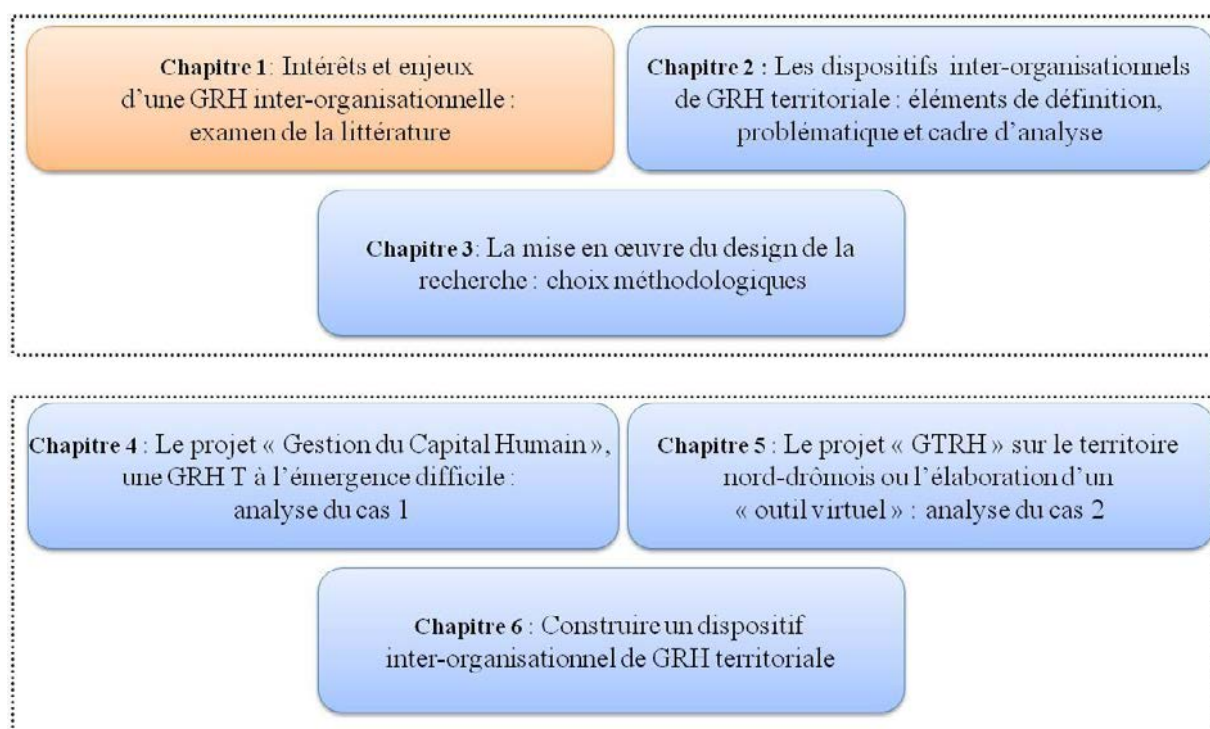 Chapitre 1: Intérêts et enjeux
d'une GRH inter-organisationnelle :
examen de la littérature
Chapitre 2 : Les dispositifs inter-organisationnels
de GRH territoriale : éléments de définition,
problématique et cadre d'analyse
Chapitre 3: La mise en œuvre du design de la
recherche : choix méthodologiques
Chapitre 4 : Le projet « Gestion du Capital Humain »,
une GRH T à l'émergence difficile :
analyse du cas 1
Chapitre 5 : Le projet « GTRH » sur le territoire
nord-drômois ou l'élaboration d'un
« outil virtuel » : analyse du cas 2
Chapitre 6 : Construire un dispositif
inter-organisationnel de GRH territoriale